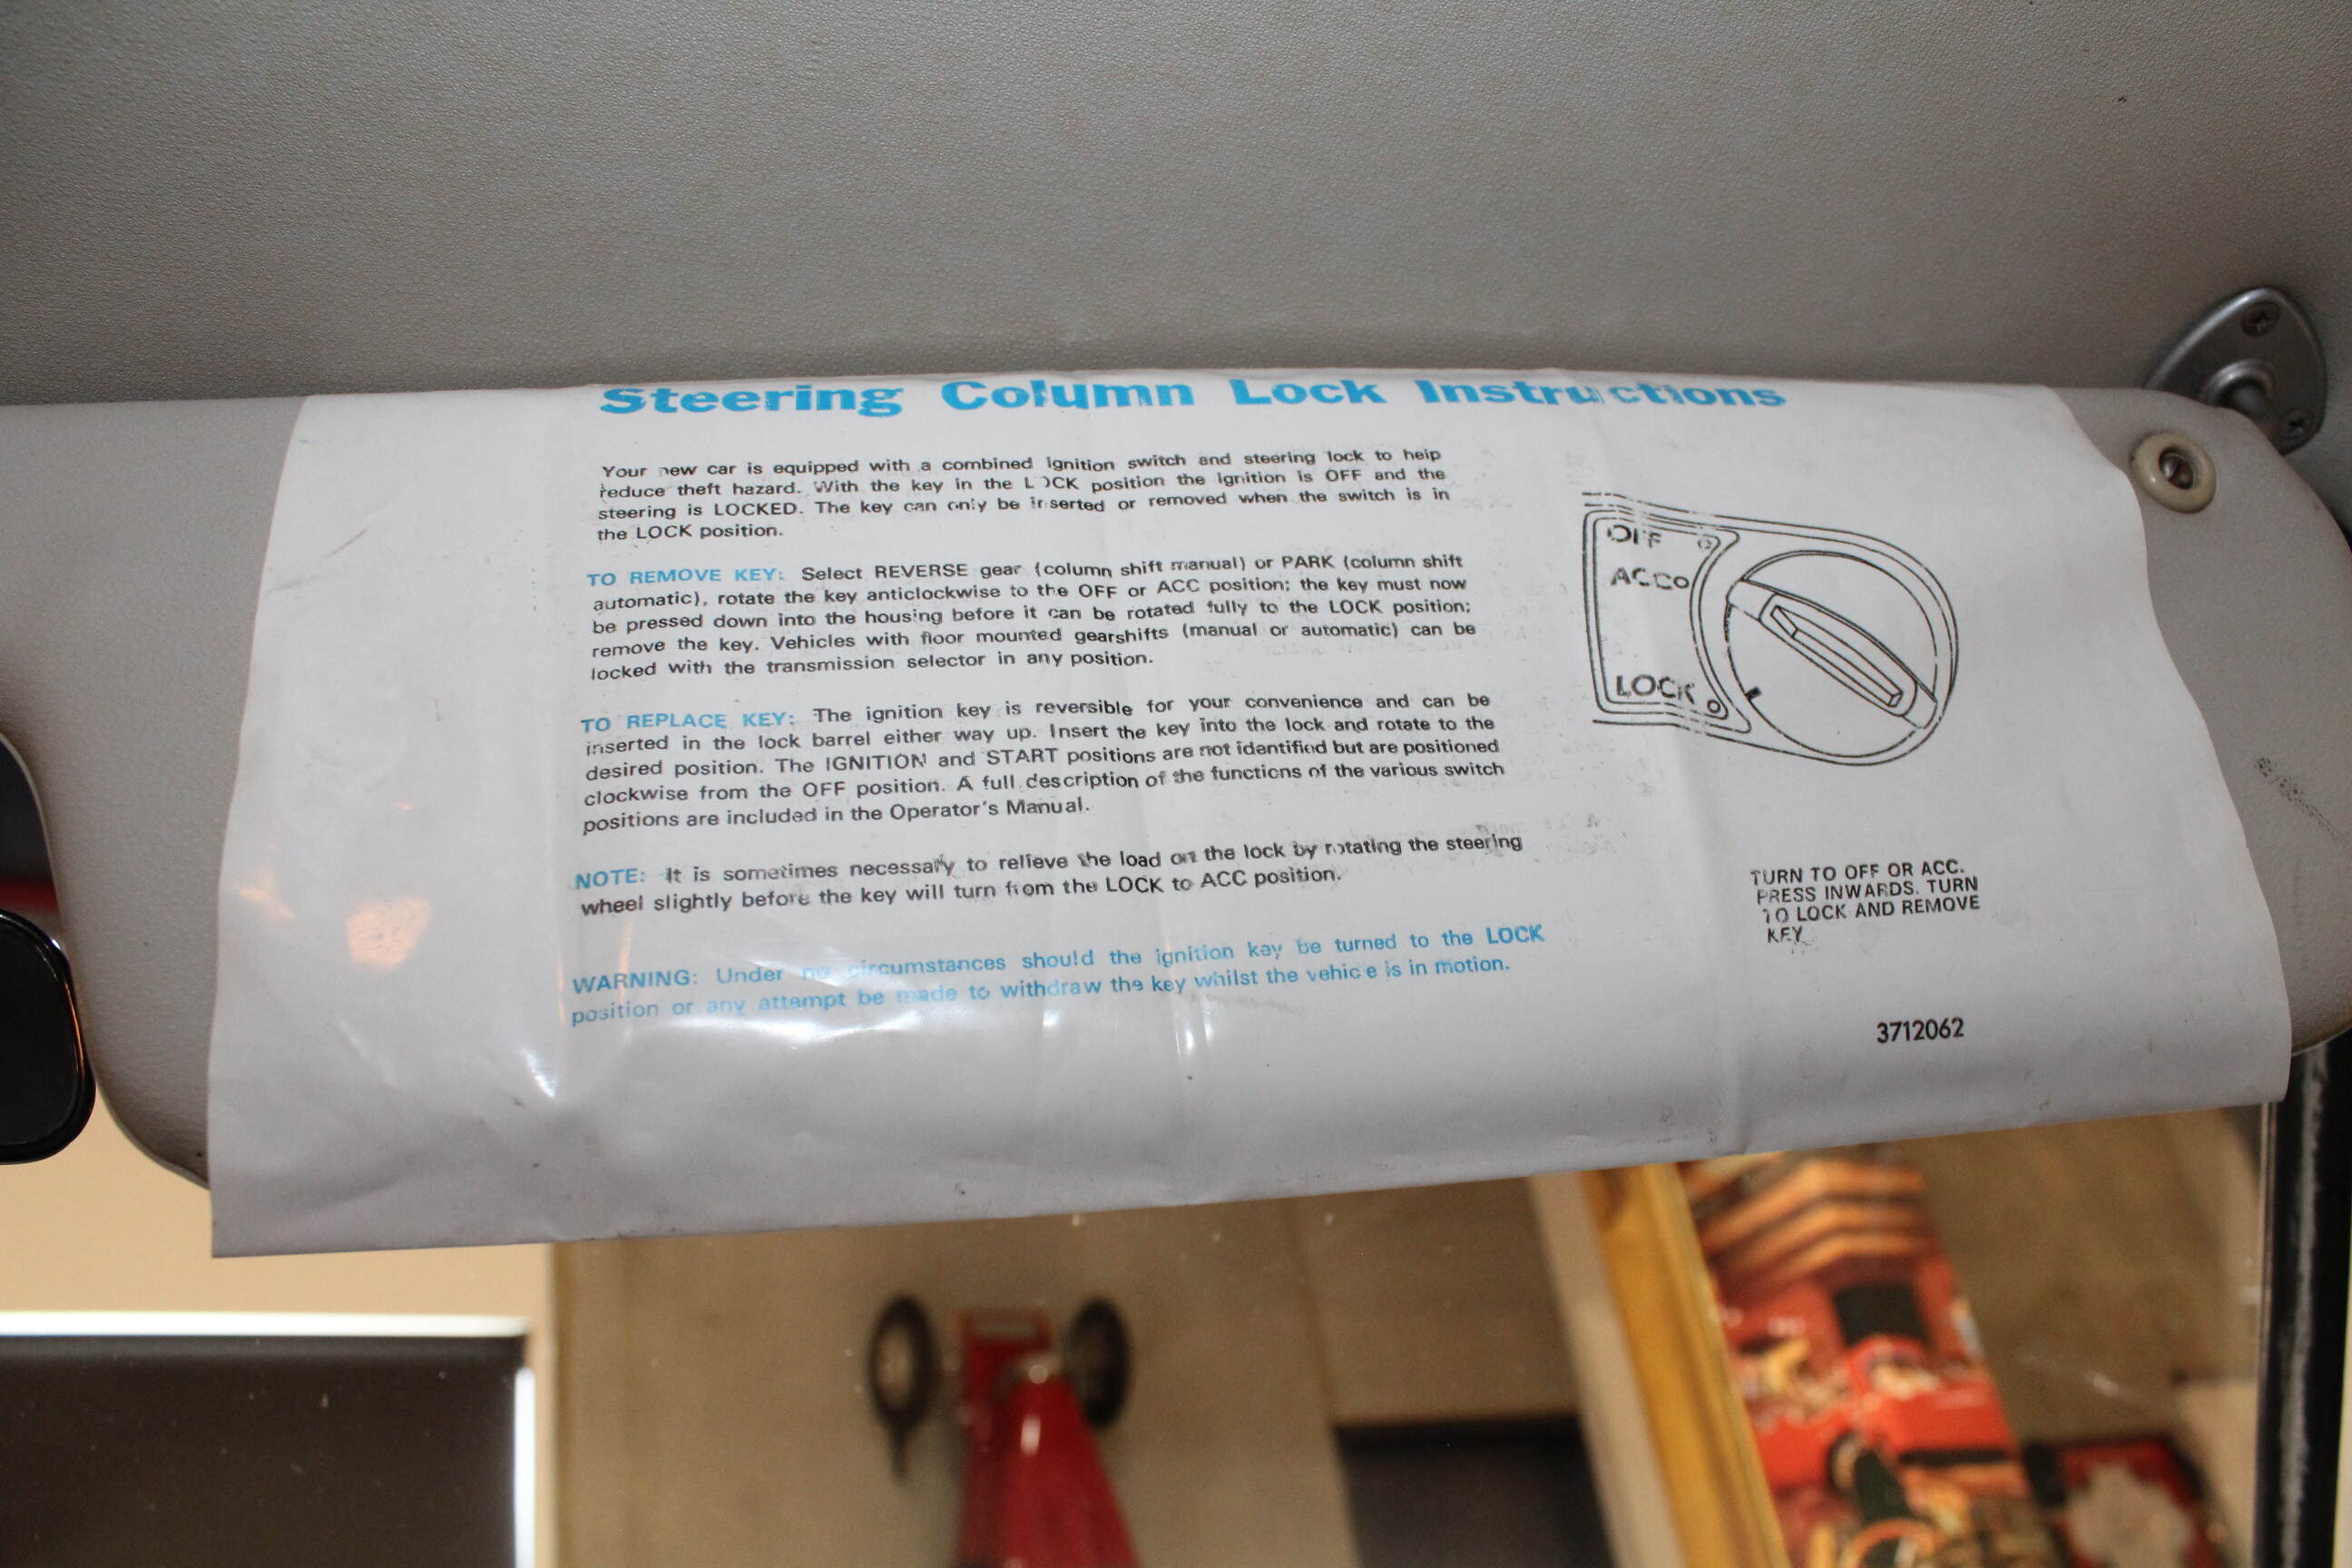 Steering Column Lock Instructions
Your new car is equipped with a combined ignition switch and steering lock to help
reduce theft hazard. With the key in the LOCK position the ignition is OFF and the
steering is LOCKED. The key can only be inserted or removed when the switch is in
the LOCK position.
TO REMOVE KEY: Select REVERSE gear (column shift manual) or PARK (column shift
automatic), rotate the key anticlockwise to the OFF or ACC position; the key must now
be pressed down into the housing before it can be rotated fully to the LOCK position;
remove the key. Vehicles with floor mounted gearshifts (manual or automatic) can be
locked with the transmission selector in any position.
TO REPLACE KEY: The ignition key is reversible for your convenience and can be
inserted in the lock barrel either way up. Insert the key into the lock and rotate to the
desired position. The IGNITION and START positions are not identified but are positioned
clockwise from the OFF position. A full description of the functions of the various switch
positions are included in the Operator's Manual.
NOTE: It is sometimes necessary to relieve the load on the lock by rotating the steering
wheel slightly before the key will turn from the LOCK to ACC position.
WARNING: Under no circumstances should the ignition key be turned to the LOCK
position or any attempt be made to withdraw the key whilst the vehicle is in motion.
OFF
ACC
LOCK
TURN TO OFF OR ACC.
PRESS INWARDS. TURN
TO LOCK AND REMOVE
KEY
3712062